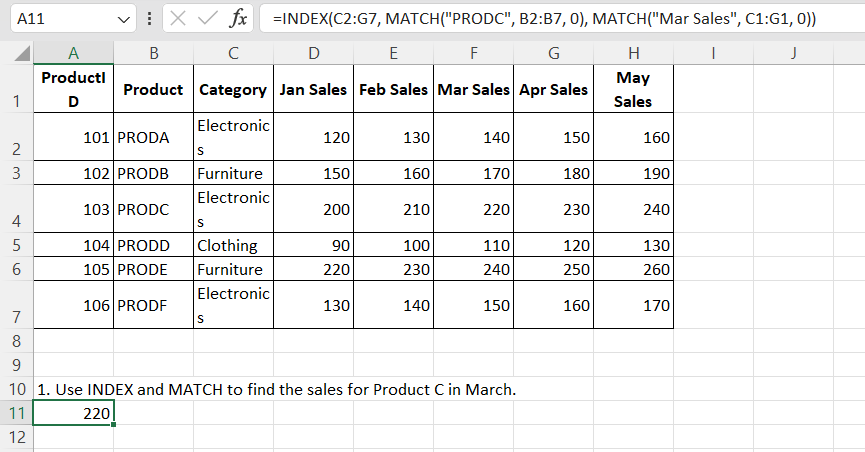 A11 fx =INDEX(C2:G7, MATCH("PRODC", B2:B7, 0), MATCH("Mar Sales", C1:G1, 0))
A B C D E F G H I J
1 ProductI
D Product Category Jan Sales Feb Sales Mar Sales Apr Sales May
Sales
2 101 PRODA Electronic
s 120 130 140 150 160
3 102 PRODB Furniture 150 160 170 180 190
4 103 PRODC Electronic
s 200 210 220 230 240
5 104 PRODD Clothing 90 100 110 120 130
6 105 PRODE Furniture 220 230 240 250 260
7 106 PRODF Electronic
s 130 140 150 160 170
8
9
10 1. Use INDEX and MATCH to find the sales for Product C in March.
11 220
12